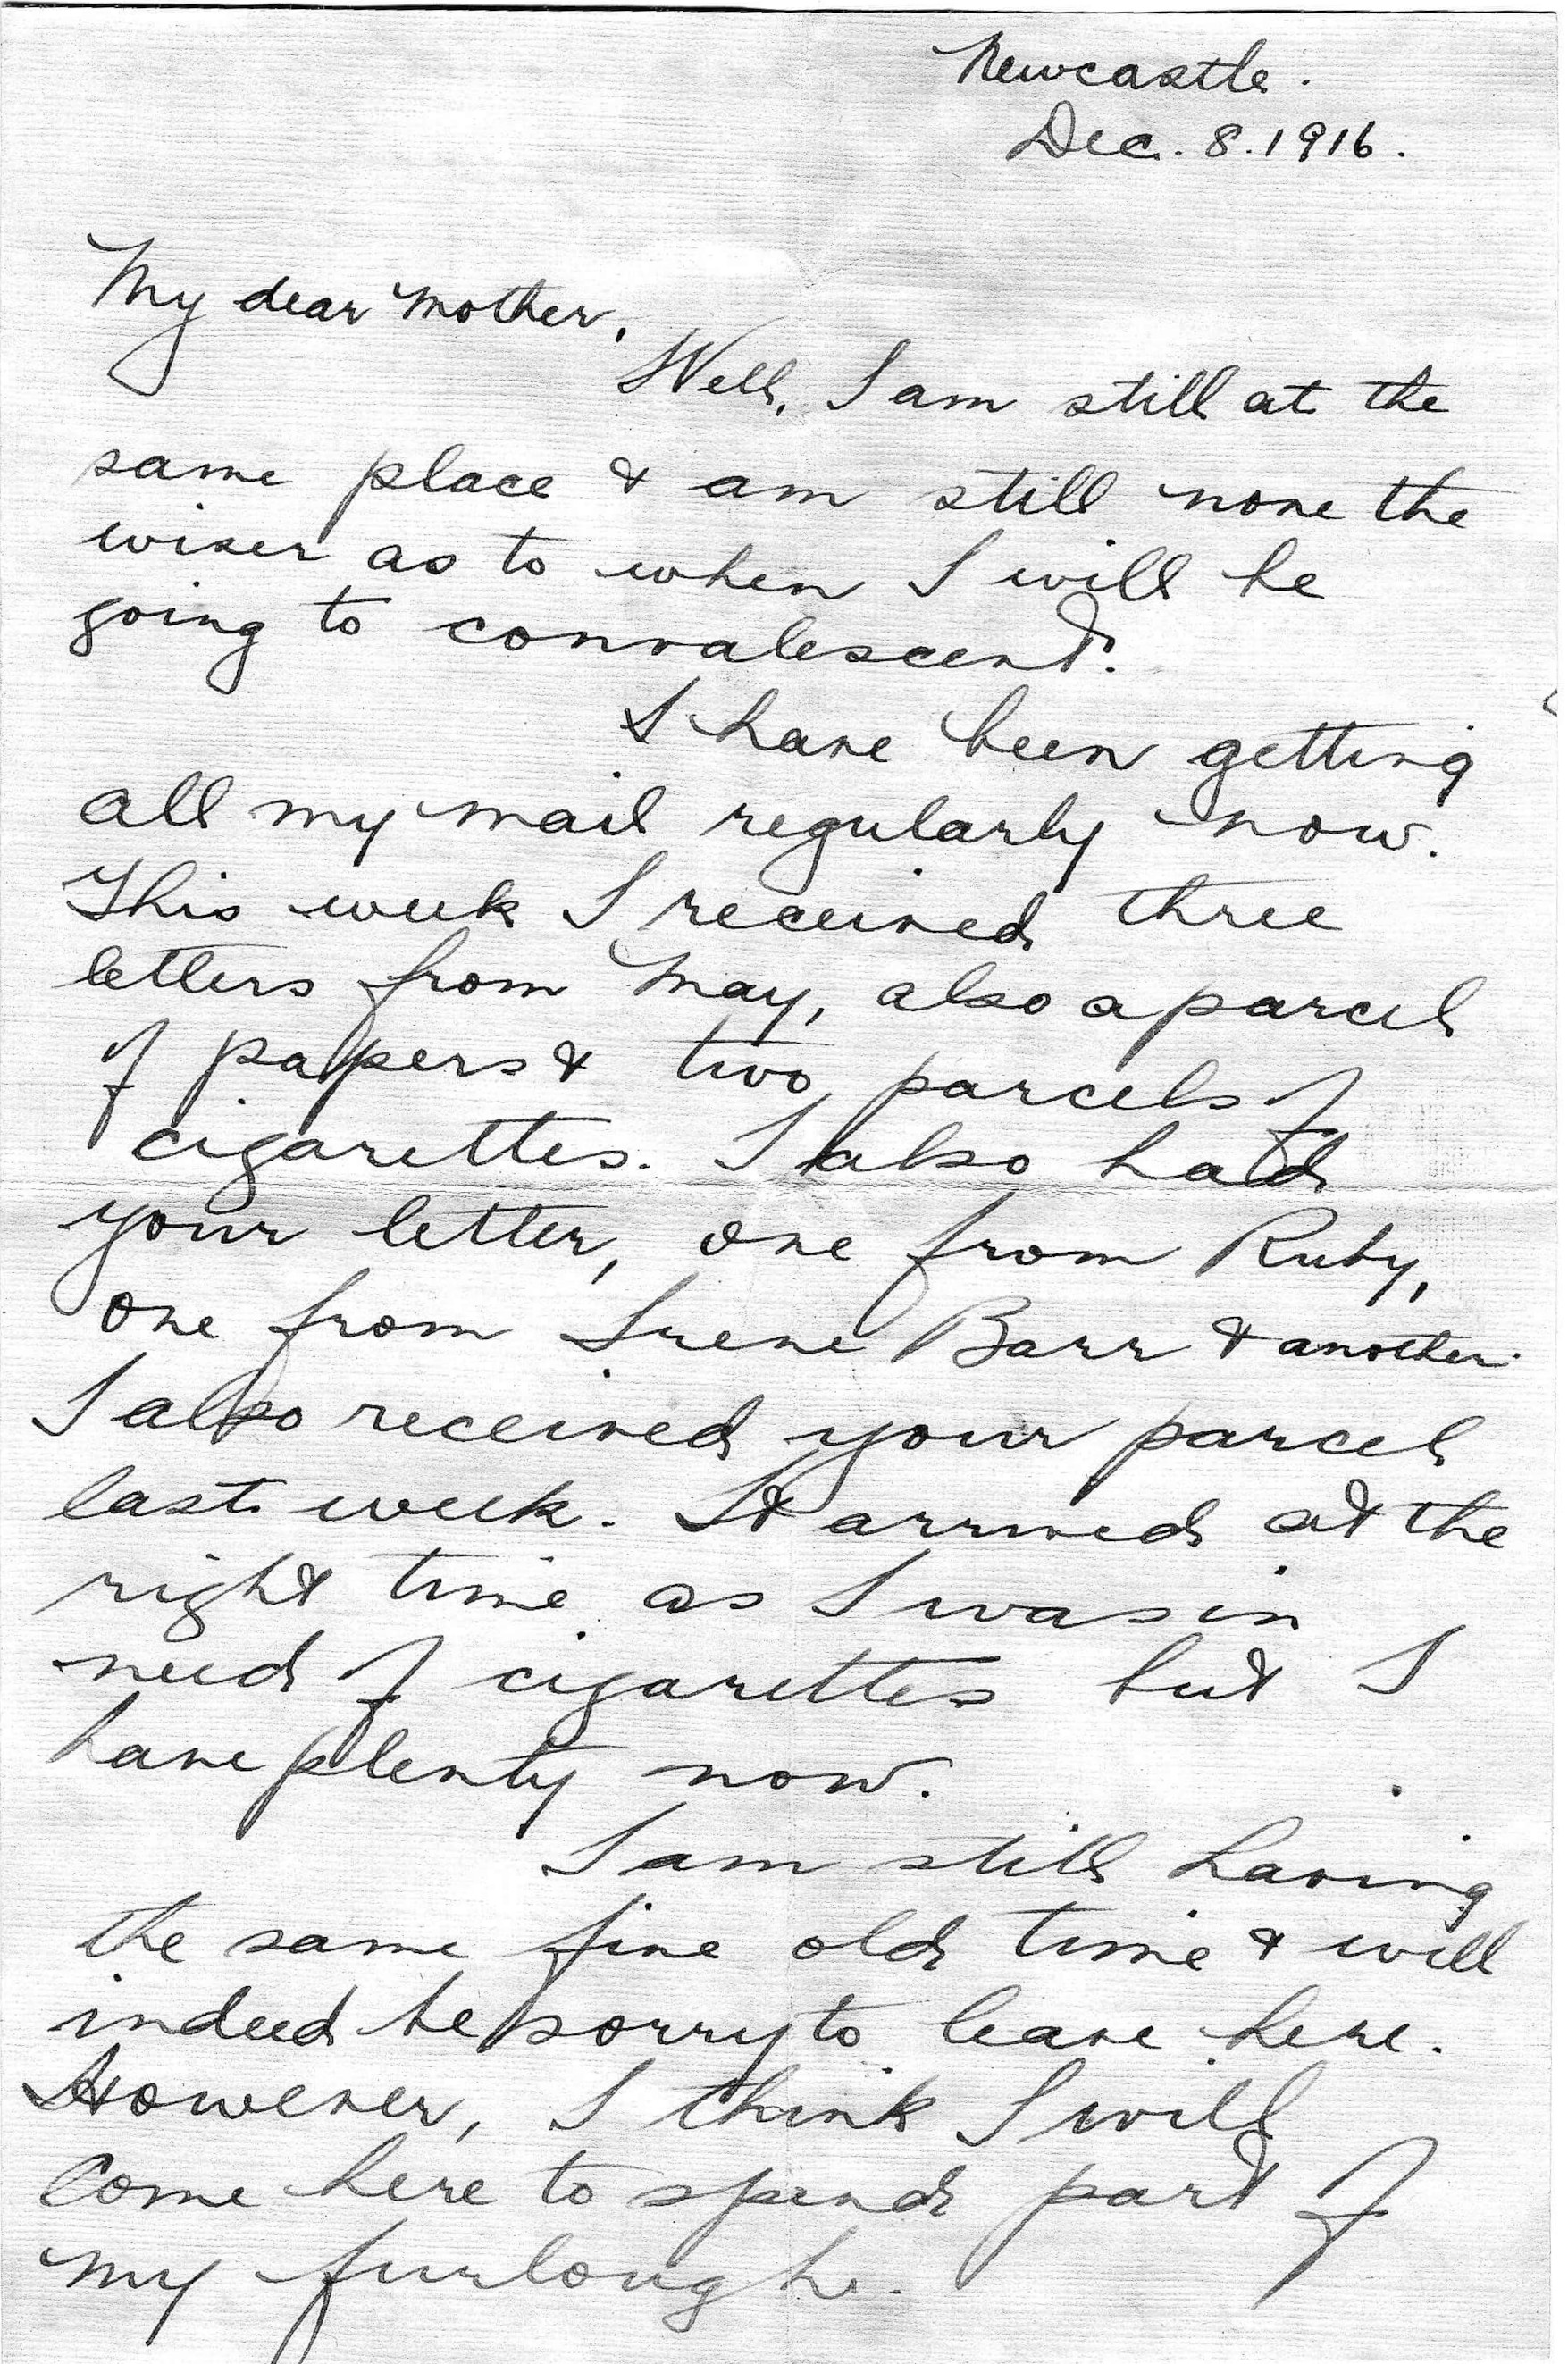 Newcastle.
Dec. 8. 1916.
My dear Mother,
Well, I am still at the
same place & am still none the
wiser as to when I will be
going to convalescent.
I have been getting
all my mail regularly now.
This week I received three
letters from May, also a parcel
of papers & two parcels of
cigarettes. I also had
your letter, one from Ruby,
one from Irene Barr & another.
I also received your parcel
last week. It arrived at the
right time as I was in
need of cigarettes but I
have plenty now.
I am still having
the same fine old time & will
indeed be sorry to leave here.
However, I think I will
come here to spend part of
my furlough.